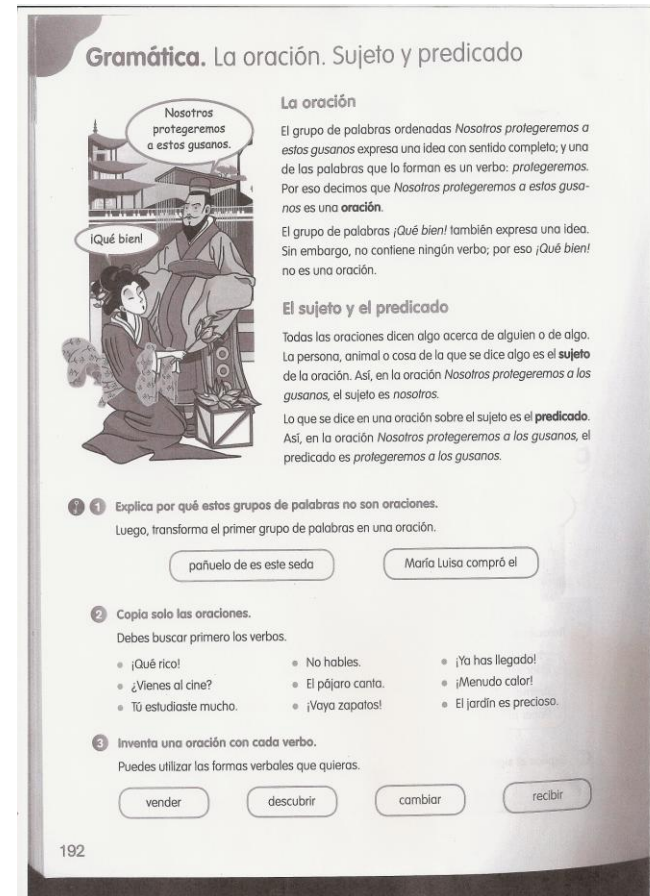 Gramática. La oración. Sujeto y predicado
Nosotros
protegeremos
a estos gusanos.
¡Qué bien!
La oración
El grupo de palabras ordenadas Nosotros protegeremos a
estos gusanos expresa una idea con sentido completo; y una
de las palabras que lo forman es un verbo: protegeremos.
Por eso decimos que Nosotros protegeremos a estos gusa-
nos es una oración.
El grupo de palabras ¡Qué bien! también expresa una idea.
Sin embargo, no contiene ningún verbo; por eso ¡Qué bien!
no es una oración.
El sujeto y el predicado
Todas las oraciones dicen algo acerca de alguien o de algo.
La persona, animal o cosa de la que se dice algo es el sujeto
de la oración. Así, en la oración Nosotros protegeremos a los
gusanos, el sujeto es nosotros.
Lo que se dice en una oración sobre el sujeto es el predicado.
Así, en la oración Nosotros protegeremos a los gusanos, el
predicado es protegeremos a los gusanos.
1 Explica por qué estos grupos de palabras no son oraciones.
Luego, transforma el primer grupo de palabras en una oración.
pañuelo de es este seda
María Luisa compró el
2 Copia solo las oraciones.
Debes buscar primero los verbos.
• ¡Qué rico!
• ¿Vienes al cine?
• Tú estudiaste mucho.
• No hables.
• El pájaro canta.
• ¡Vaya zapatos!
• ¡Ya has llegado!
• ¡Menudo calor!
• El jardín es precioso.
3 Inventa una oración con cada verbo.
Puedes utilizar las formas verbales que quieras.
vender
descubrir
cambiar
recibir
192